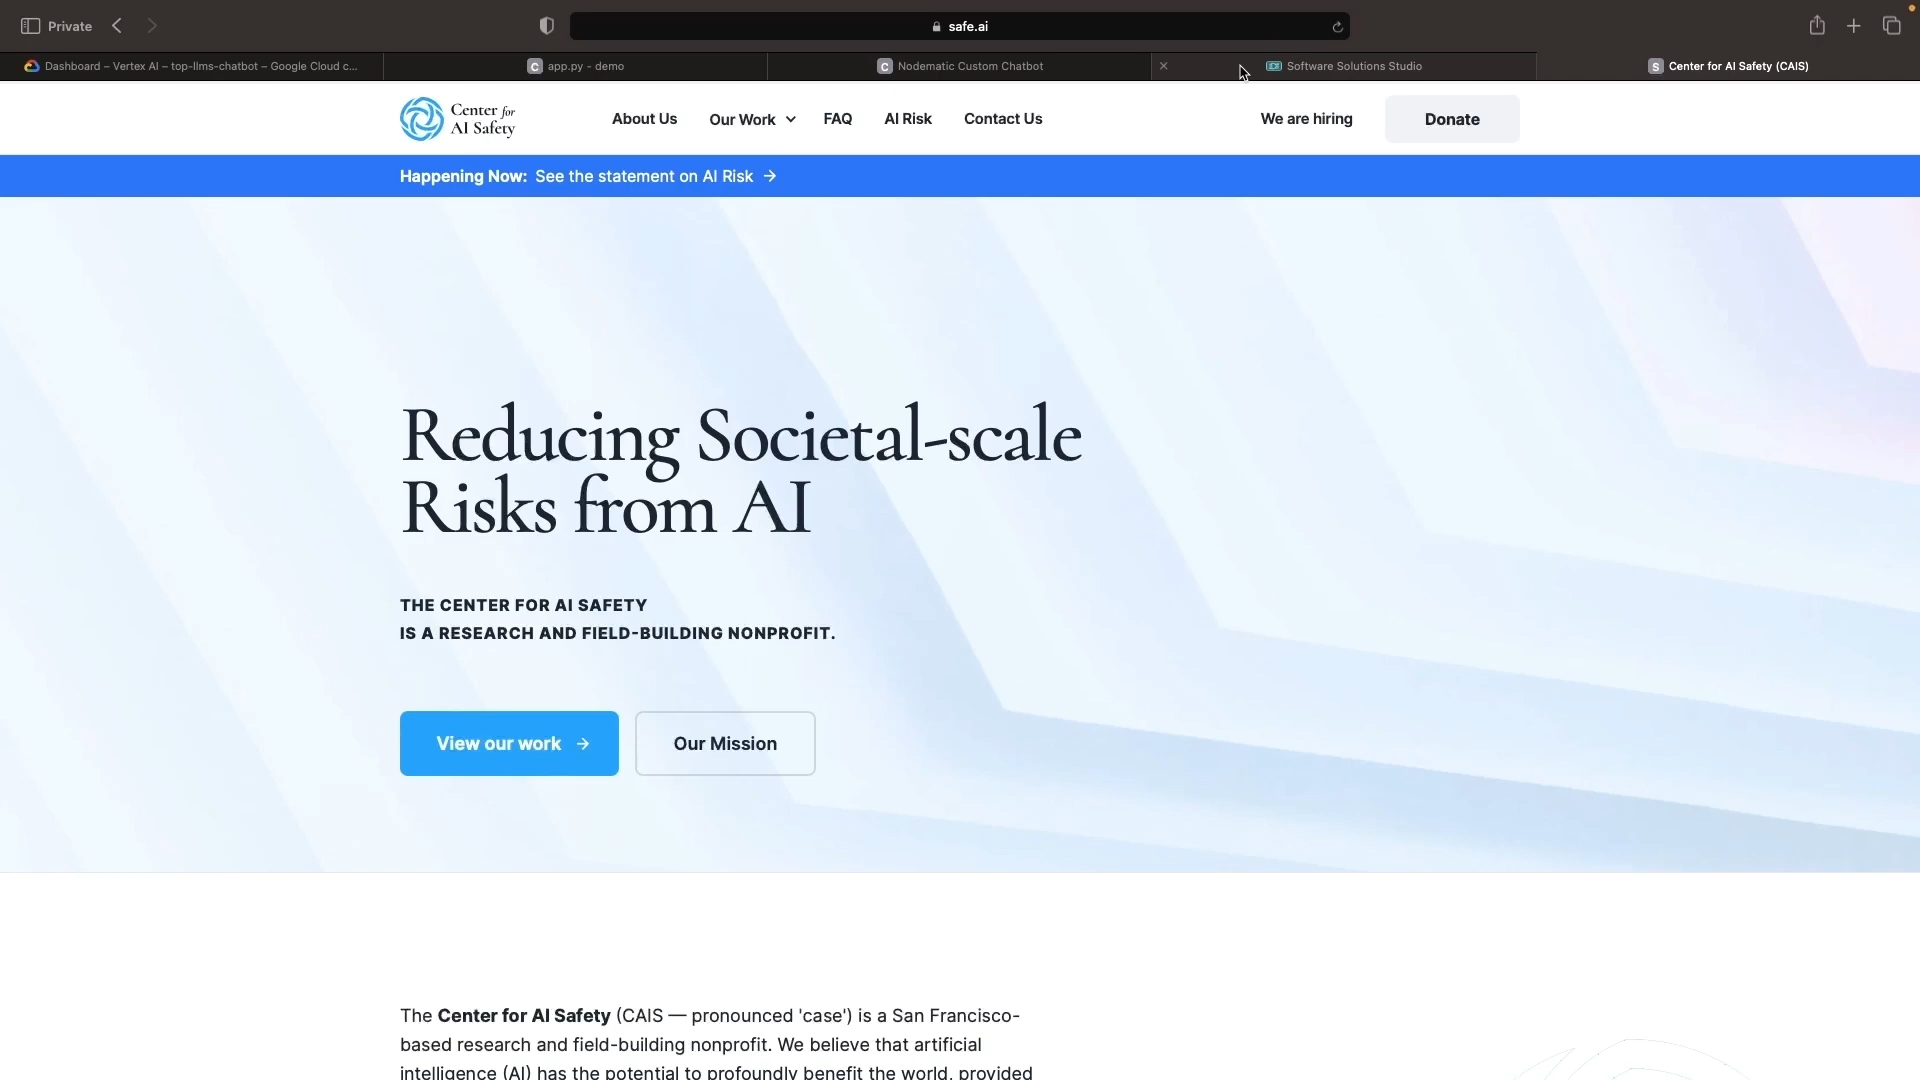 Private
safe.ai
Dashboard – Vertex AI – top-llms-chatbot – Google Cloud c...
C app.py - demo
C Nodematic Custom Chatbot
Software Solutions Studio
S Center for AI Safety (CAIS)
Center for
AI Safety
About Us
Our Work
FAQ
AI Risk
Contact Us
We are hiring
Donate
Happening Now: See the statement on AI Risk →
Reducing Societal-scale
Risks from AI
THE CENTER FOR AI SAFETY
IS A RESEARCH AND FIELD-BUILDING NONPROFIT.
View our work →
Our Mission
The Center for AI Safety (CAIS — pronounced 'case') is a San Francisco-
based research and field-building nonprofit. We believe that artificial
intelligence (AI) has the potential to profoundly benefit the world, provided